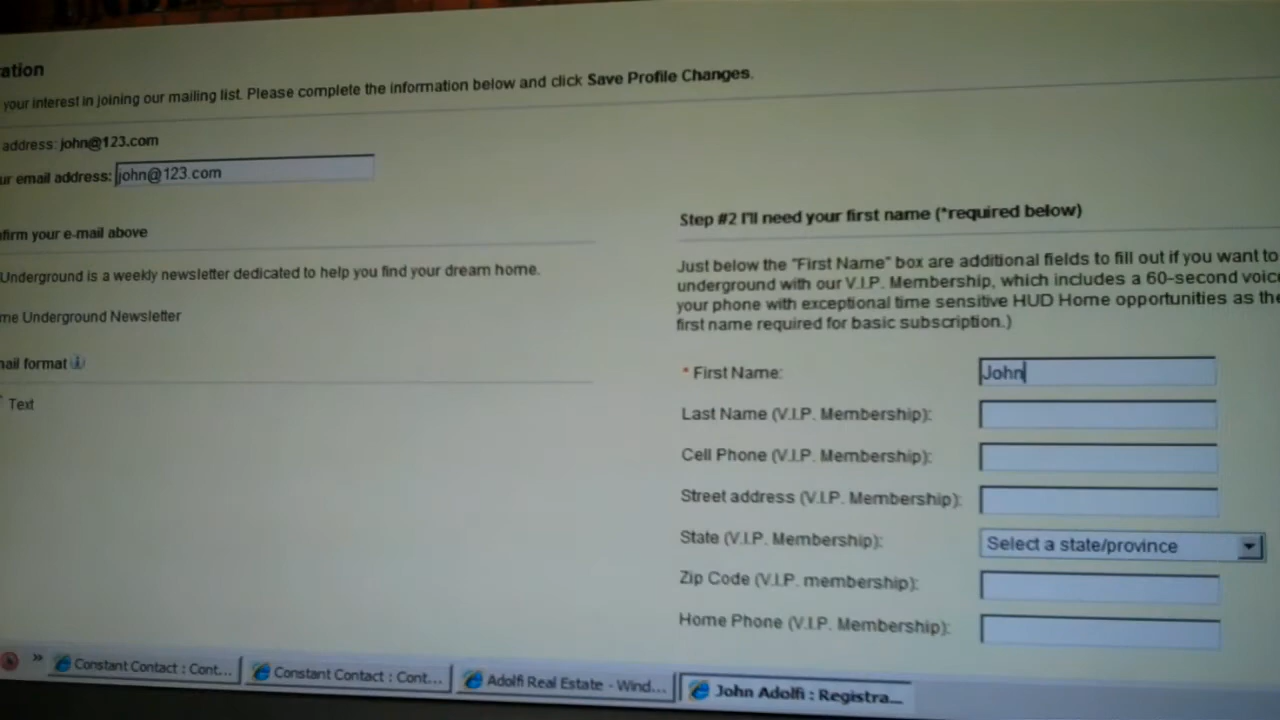 ation
your interest in joining our mailing list. Please complete the information below and click Save Profile Changes.
address: john@123.com
ur email address: john@123.com
firm your e-mail above
Underground is a weekly newsletter dedicated to help you find your dream home.
me Underground Newsletter
ail format
Text
Step #2 I'll need your first name (*required below)
Just below the "First Name" box are additional fields to fill out if you want to
underground with our V.I.P. Membership, which includes a 60-second voic
your phone with exceptional time sensitive HUD Home opportunities as the
first name required for basic subscription.)
* First Name: John
Last Name (V.I.P. Membership):
Cell Phone (V.I.P. Membership):
Street address (V.I.P. Membership):
State (V.I.P. Membership): Select a state/province
Zip Code (V.I.P. membership):
Home Phone (V.I.P. Membership):
» Constant Contact : Cont... Constant Contact : Cont... Adolfi Real Estate - Wind... John Adolfi : Registra...